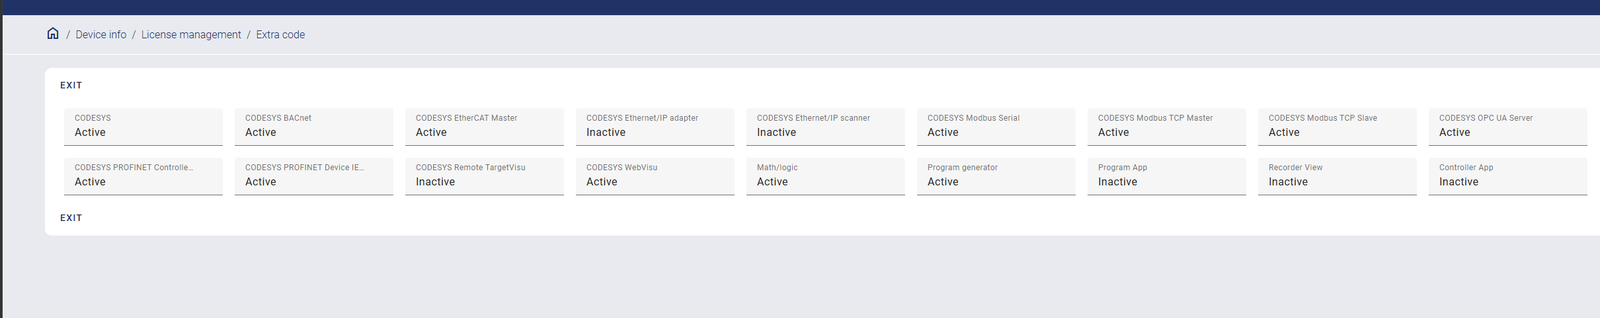 / Device info / License management / Extra code
EXIT
CODESYS CODESYS BACnet CODESYS EtherCAT Master CODESYS Ethernet/IP adapter CODESYS Ethernet/IP scanner CODESYS Modbus Serial CODESYS Modbus TCP Master CODESYS Modbus TCP Slave CODESYS OPC UA Server
Active Active Active Inactive Inactive Active Active Active Active
CODESYS PROFINET Controlle... CODESYS PROFINET Device IE... CODESYS Remote TargetVisu CODESYS WebVisu Math/logic Program generator Program App Recorder View Controller App
Active Active Inactive Active Active Active Inactive Inactive Inactive
EXIT